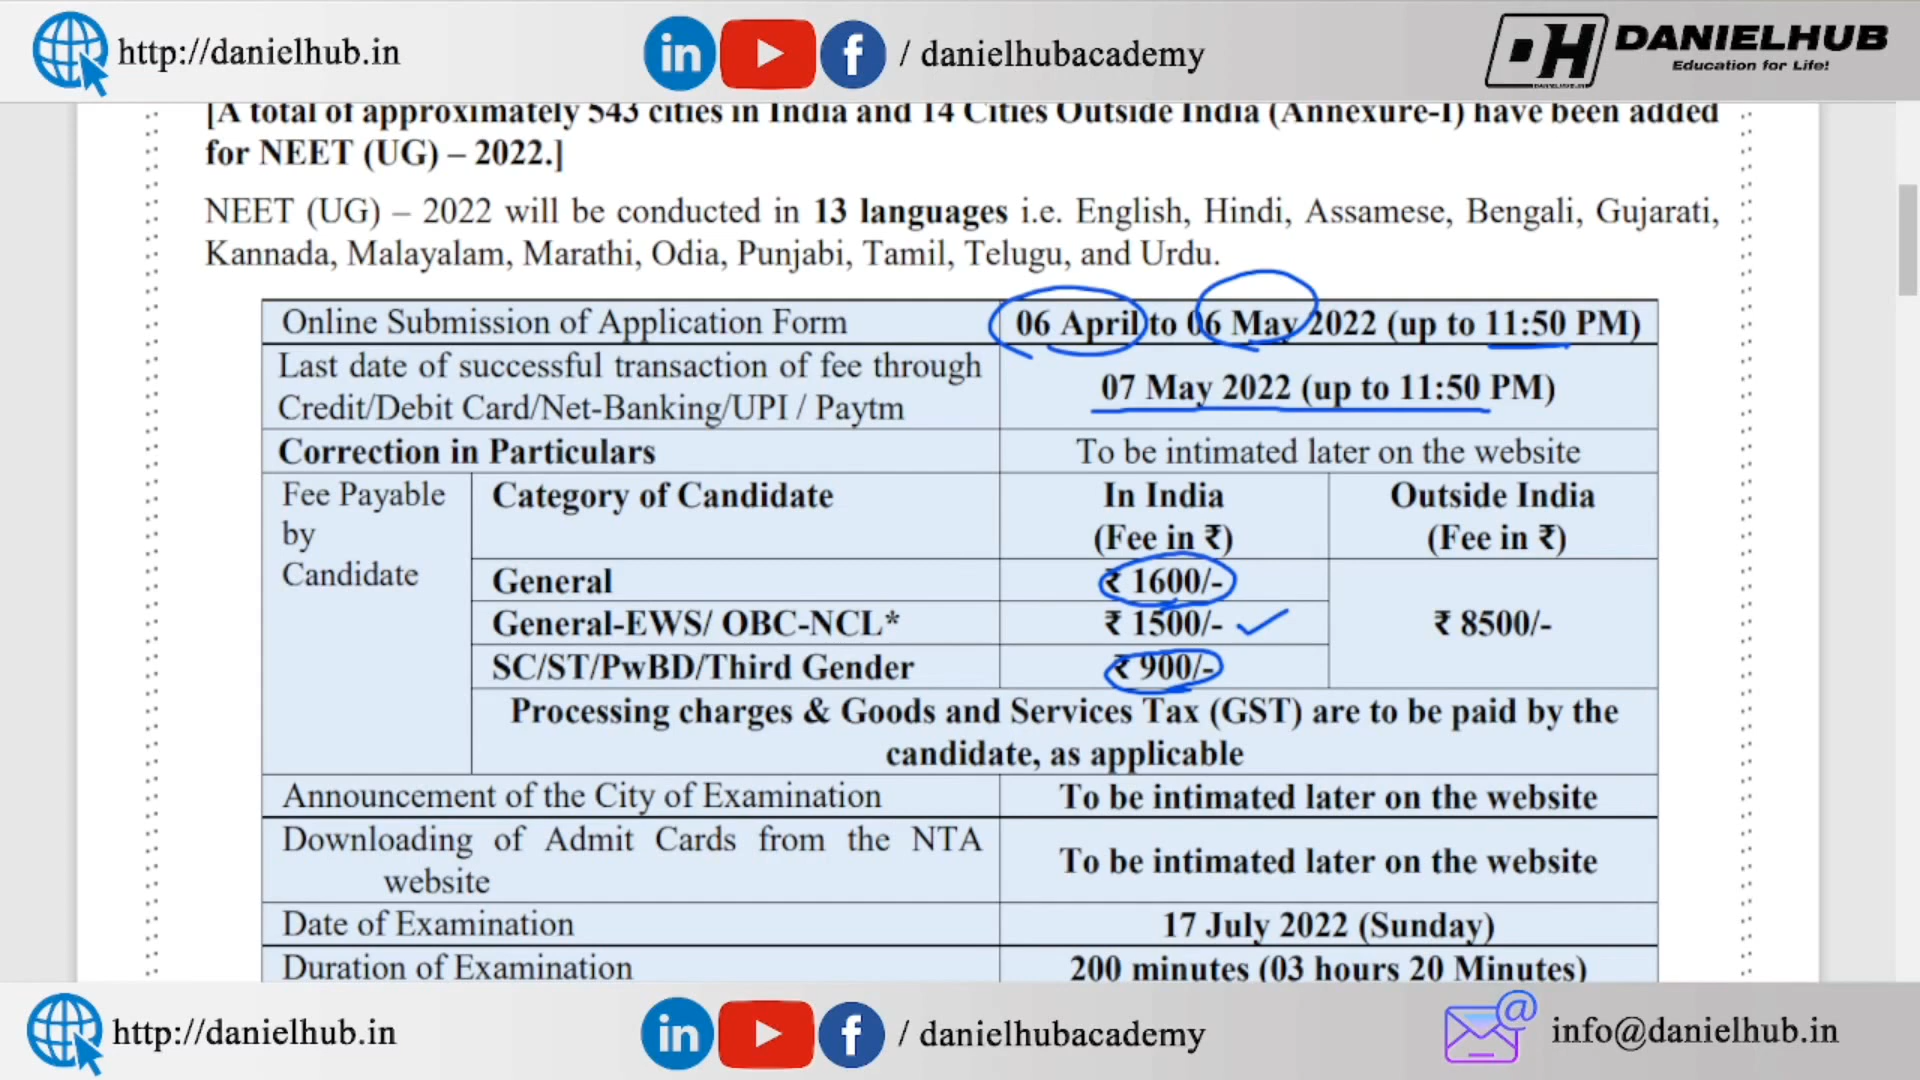 http://danielhub.in
in f / danielhubacademy
DH DANIELHUB
Education for Life!
[A total of approximately 543 cities in India and 14 Cities Outside India (Annexure-I) have been added
for NEET (UG) – 2022.]
NEET (UG) – 2022 will be conducted in 13 languages i.e. English, Hindi, Assamese, Bengali, Gujarati,
Kannada, Malayalam, Marathi, Odia, Punjabi, Tamil, Telugu, and Urdu.
Online Submission of Application Form 06 April to 06 May 2022 (up to 11:50 PM)
Last date of successful transaction of fee through
Credit/Debit Card/Net-Banking/UPI / Paytm
07 May 2022 (up to 11:50 PM)
Correction in Particulars To be intimated later on the website
Fee Payable
by
Candidate
Category of Candidate
In India
(Fee in ₹)
Outside India
(Fee in ₹)
General ₹ 1600/-
General-EWS/ OBC-NCL* ₹ 1500/- ₹ 8500/-
SC/ST/PwBD/Third Gender ₹ 900/-
Processing charges & Goods and Services Tax (GST) are to be paid by the
candidate, as applicable
Announcement of the City of Examination To be intimated later on the website
Downloading of Admit Cards from the NTA
website
To be intimated later on the website
Date of Examination 17 July 2022 (Sunday)
Duration of Examination 200 minutes (03 hours 20 Minutes)
http://danielhub.in
in f / danielhubacademy
@ info@danielhub.in